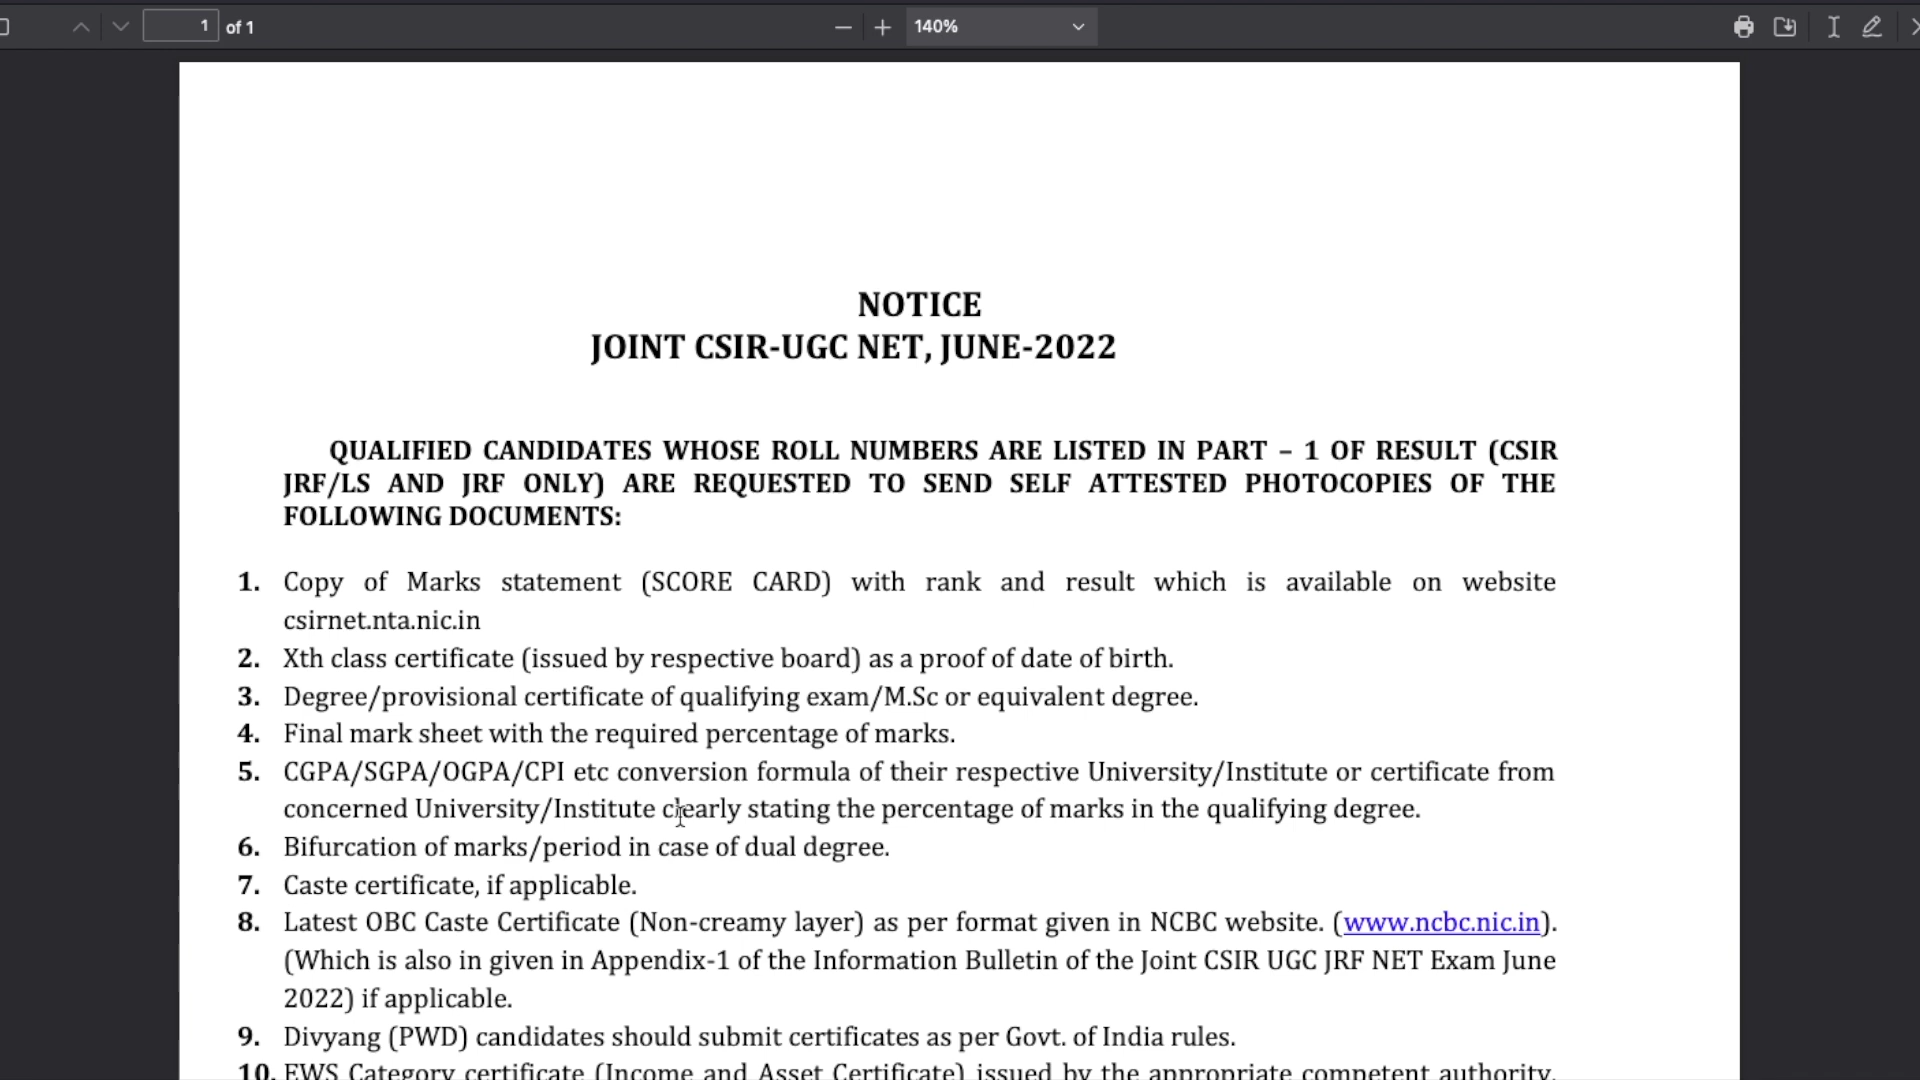 1 of 1 140%
NOTICE
JOINT CSIR-UGC NET, JUNE-2022
QUALIFIED CANDIDATES WHOSE ROLL NUMBERS ARE LISTED IN PART – 1 OF RESULT (CSIR
JRF/LS AND JRF ONLY) ARE REQUESTED TO SEND SELF ATTESTED PHOTOCOPIES OF THE
FOLLOWING DOCUMENTS:
1. Copy of Marks statement (SCORE CARD) with rank and result which is available on website
csirnet.nta.nic.in
2. Xth class certificate (issued by respective board) as a proof of date of birth.
3. Degree/provisional certificate of qualifying exam/M.Sc or equivalent degree.
4. Final mark sheet with the required percentage of marks.
5. CGPA/SGPA/OGPA/CPI etc conversion formula of their respective University/Institute or certificate from
concerned University/Institute clearly stating the percentage of marks in the qualifying degree.
6. Bifurcation of marks/period in case of dual degree.
7. Caste certificate, if applicable.
8. Latest OBC Caste Certificate (Non-creamy layer) as per format given in NCBC website. (www.ncbc.nic.in).
(Which is also in given in Appendix-1 of the Information Bulletin of the Joint CSIR UGC JRF NET Exam June
2022) if applicable.
9. Divyang (PWD) candidates should submit certificates as per Govt. of India rules.
10. EWS Category certificate (Income and Asset Certificate) issued by the appropriate competent authority.